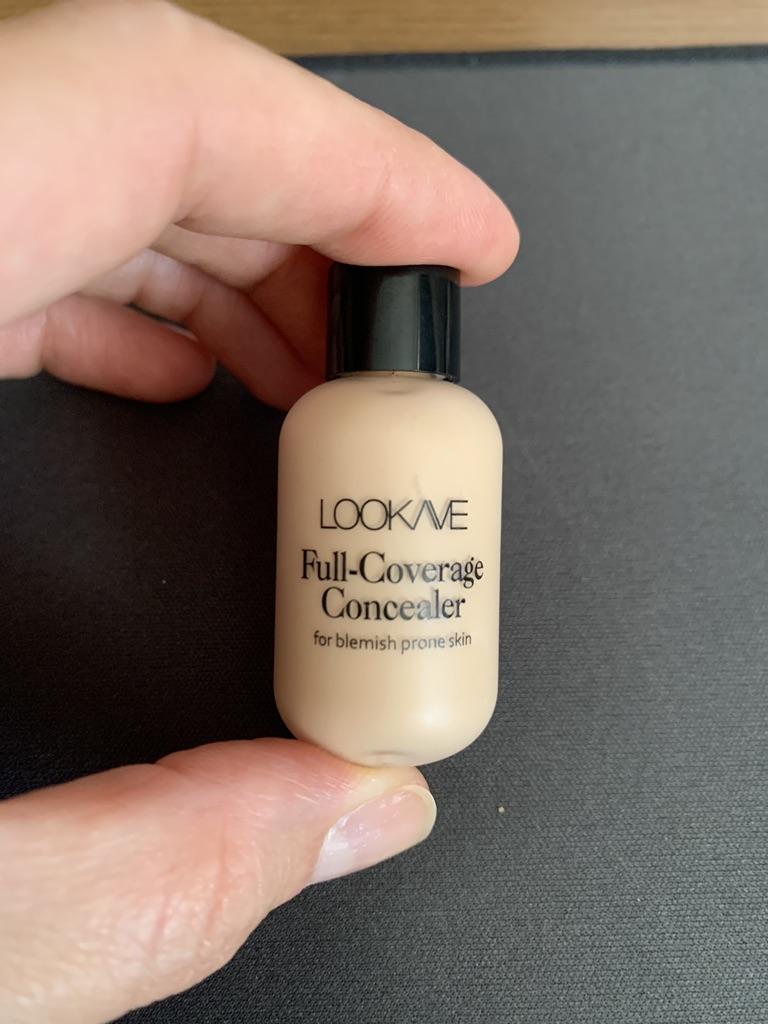 LOOKAVE
Full-Coverage
Concealer
for blemish prone skin